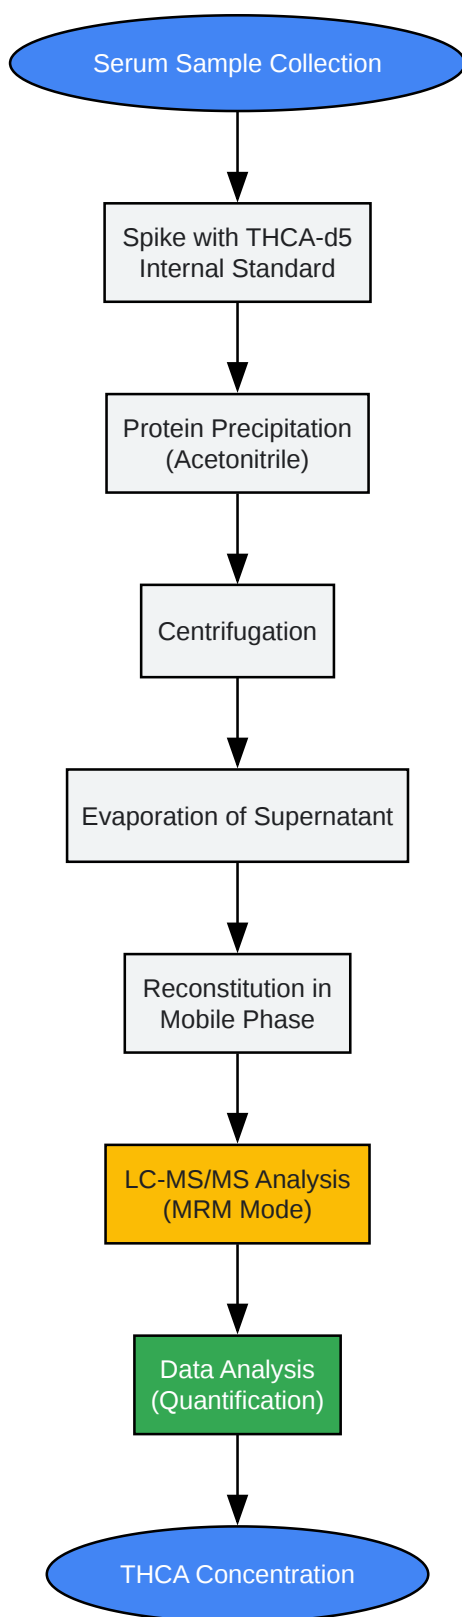 Serum Sample Collection
Spike with THCA-d5
Internal Standard
Protein Precipitation
(Acetonitrile)
Centrifugation
Evaporation of Supernatant
Reconstitution in
Mobile Phase
LC-MS/MS Analysis
(MRM Mode)
Data Analysis
(Quantification)
THCA Concentration